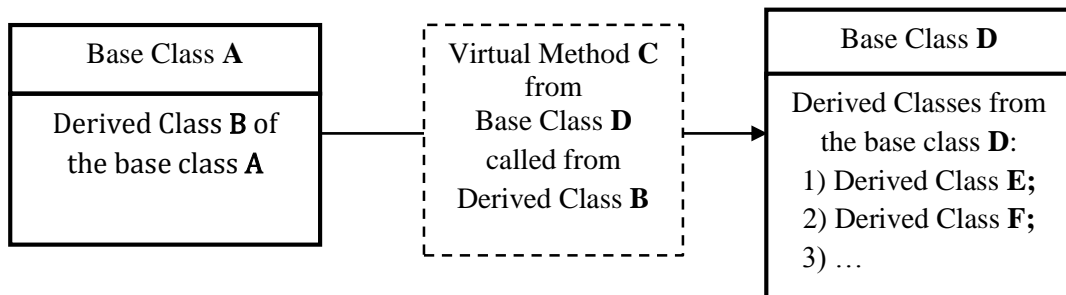 Base Class A
Derived Class B of
the base class A
Virtual Method C
from
Base Class D
called from
Derived Class B
Base Class D
Derived Classes from
the base class D:
1) Derived Class E;
2) Derived Class F;
3) …